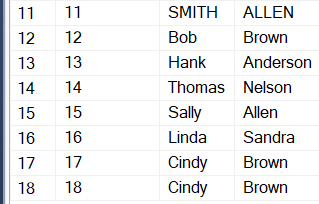 11 11 SMITH ALLEN
12 12 Bob Brown
13 13 Hank Anderson
14 14 Thomas Nelson
15 15 Sally Allen
16 16 Linda Sandra
17 17 Cindy Brown
18 18 Cindy Brown